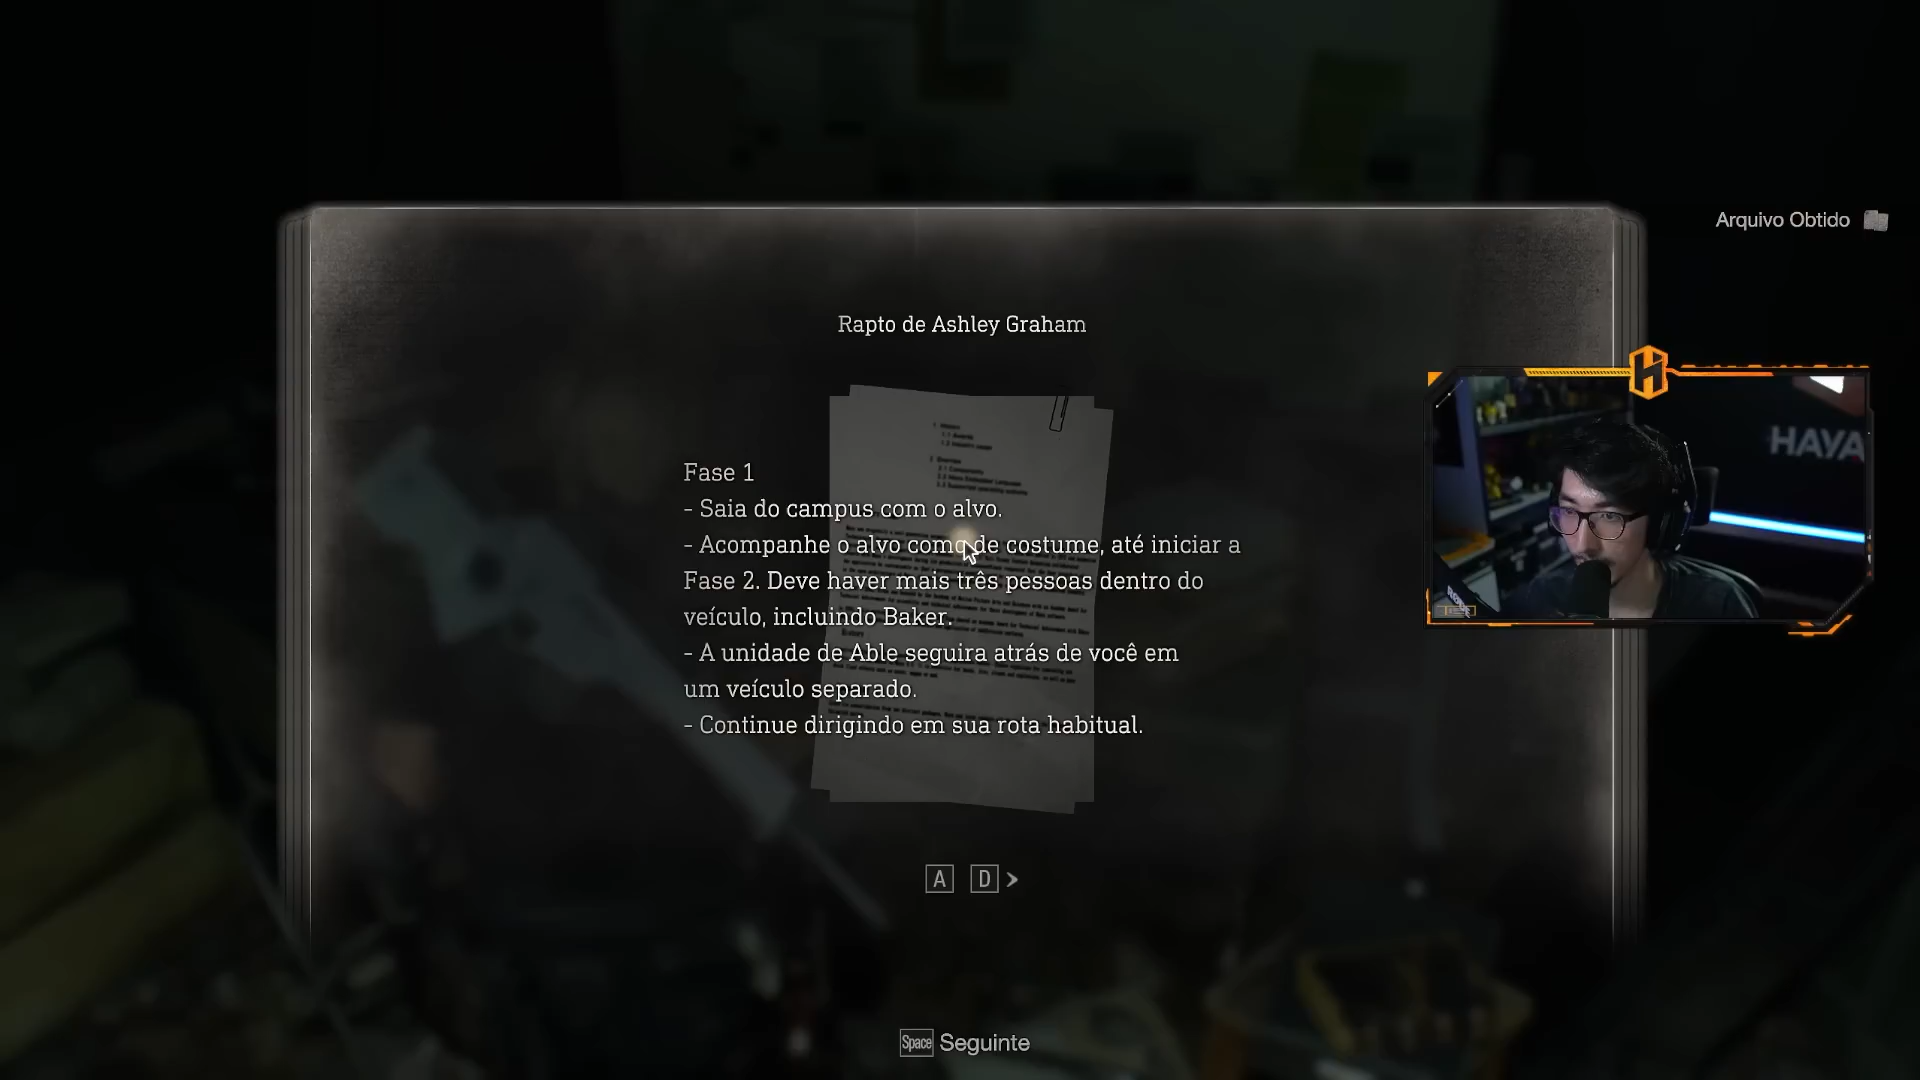 Arquivo Obtido
Rapto de Ashley Graham
Fase 1
- Saia do campus com o alvo.
- Acompanhe o alvo como de costume, até iniciar a
Fase 2. Deve haver mais três pessoas dentro do
veículo, incluindo Baker.
- A unidade de Able seguira atrás de você em
um veículo separado.
- Continue dirigindo em sua rota habitual.
HAYA
A D >
Space Seguinte